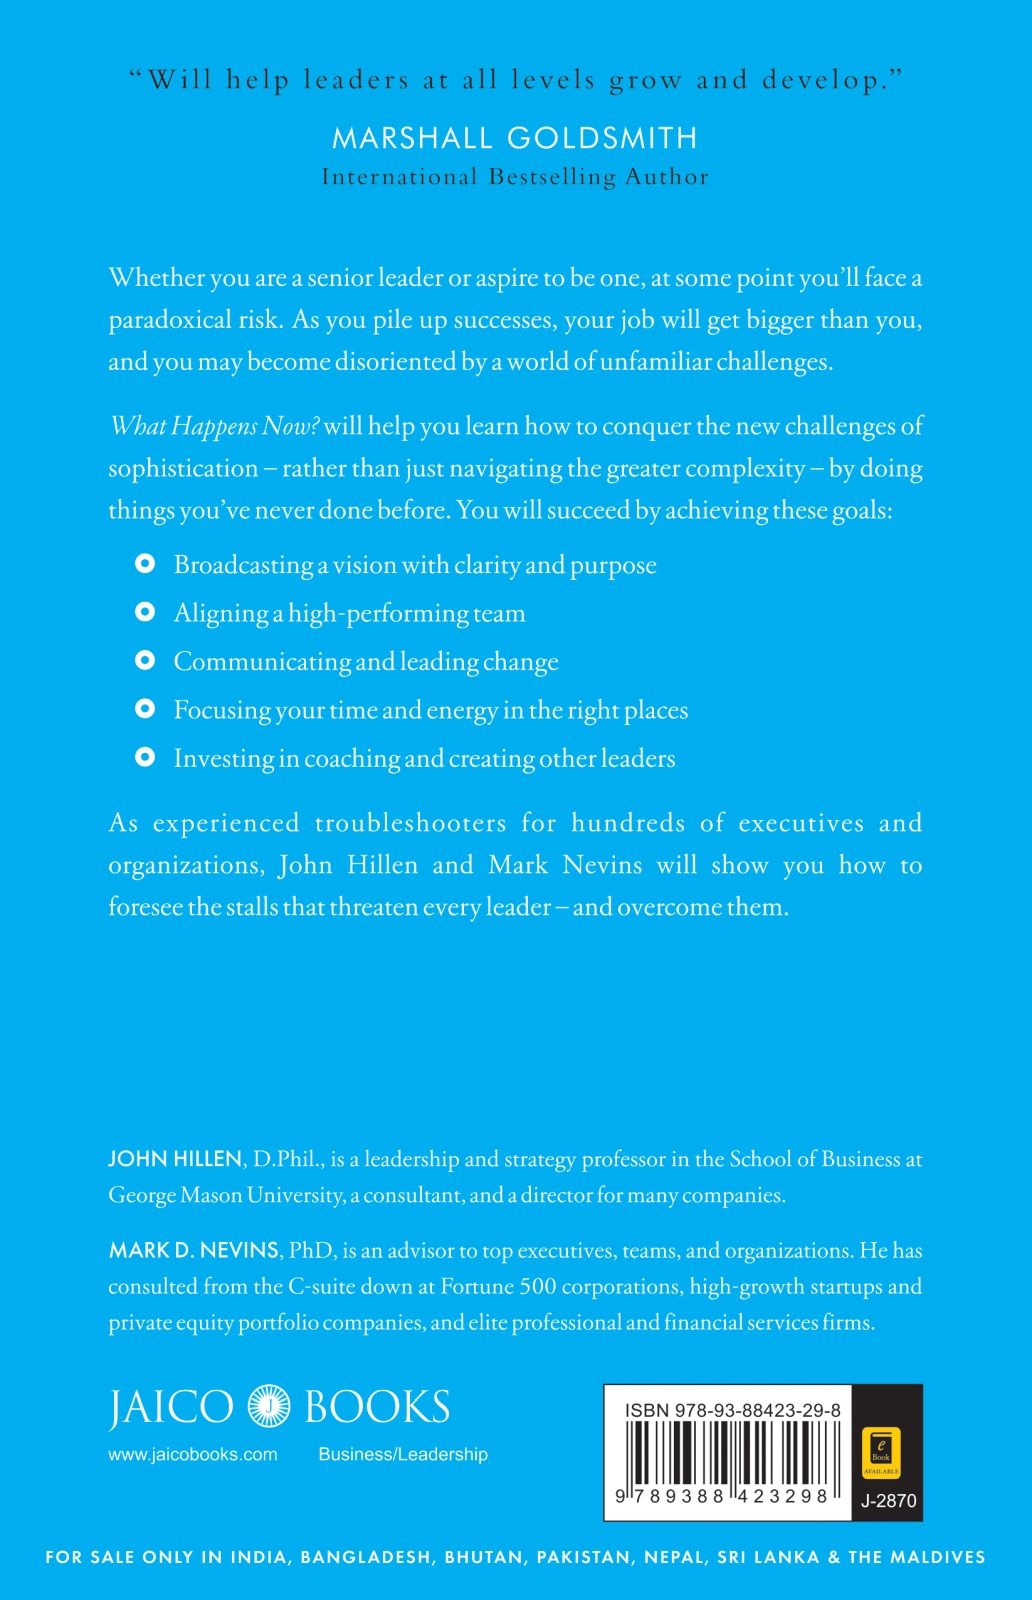 “Will help leaders at all levels grow and develop.”
MARSHALL GOLDSMITH
International Bestselling Author
Whether you are a senior leader or aspire to be one, at some point you’ll face a
paradoxical risk. As you pile up successes, your job will get bigger than you,
and you may become disoriented by a world of unfamiliar challenges.
What Happens Now? will help you learn how to conquer the new challenges of
sophistication – rather than just navigating the greater complexity – by doing
things you’ve never done before. You will succeed by achieving these goals:
Broadcasting a vision with clarity and purpose
Aligning a high-performing team
Communicating and leading change
Focusing your time and energy in the right places
Investing in coaching and creating other leaders
As experienced troubleshooters for hundreds of executives and
organizations, John Hillen and Mark Nevins will show you how to
foresee the stalls that threaten every leader – and overcome them.
JOHN HILLEN, D.Phil., is a leadership and strategy professor in the School of Business at
George Mason University, a consultant, and a director for many companies.
MARK D. NEVINS, PhD, is an advisor to top executives, teams, and organizations. He has
consulted from the C-suite down at Fortune 500 corporations, high-growth startups and
private equity portfolio companies, and elite professional and financial services firms.
JAICO J BOOKS
www.jaicobooks.com Business/Leadership
ISBN 978-93-88423-29-8
9 789388 423298
e
Book
AVAILABLE
J-2870
FOR SALE ONLY IN INDIA, BANGLADESH, BHUTAN, PAKISTAN, NEPAL, SRI LANKA & THE MALDIVES